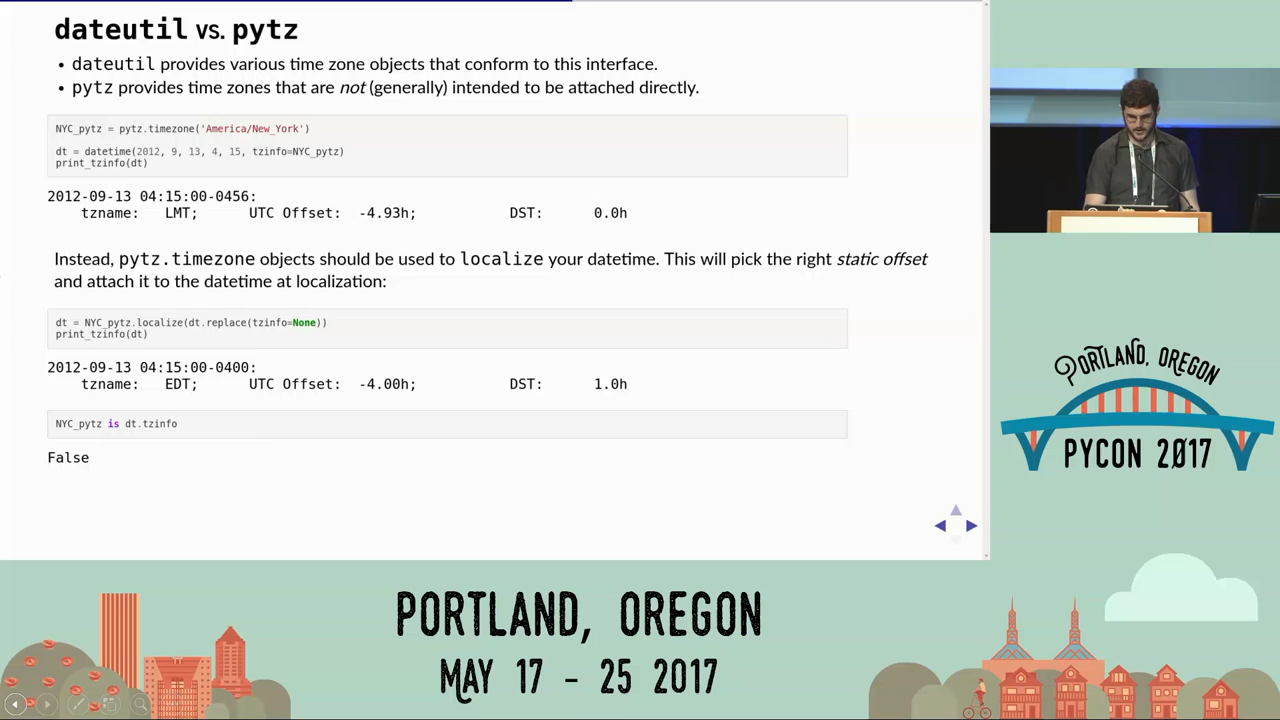 dateutil vs. pytz
• dateutil provides various time zone objects that conform to this interface.
• pytz provides time zones that are not (generally) intended to be attached directly.
NYC_pytz = pytz.timezone('America/New_York')
dt = datetime(2012, 9, 13, 4, 15, tzinfo=NYC_pytz)
print_tzinfo(dt)
2012-09-13 04:15:00-0456:
tzname: LMT; UTC Offset: -4.93h; DST: 0.0h
Instead, pytz.timezone objects should be used to localize your datetime. This will pick the right static offset
and attach it to the datetime at localization:
dt = NYC_pytz.localize(dt.replace(tzinfo=None))
print_tzinfo(dt)
2012-09-13 04:15:00-0400:
tzname: EDT; UTC Offset: -4.00h; DST: 1.0h
NYC_pytz is dt.tzinfo
False
PORTLAND, OREGON
PYCON 2017
PORTLAND, OREGON
MAY 17 - 25 2017